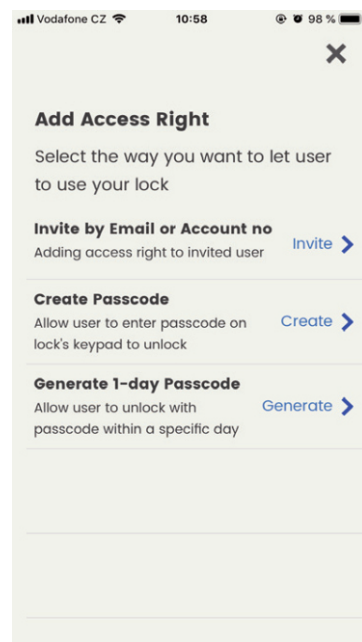 Vodafone CZ 10:58 98 %
Add Access Right
Select the way you want to let user
to use your lock
Invite by Email or Account no
Adding access right to invited user
Invite
Create Passcode
Allow user to enter passcode on
lock's keypad to unlock
Create
Generate 1-day Passcode
Allow user to unlock with
passcode within a specific day
Generate